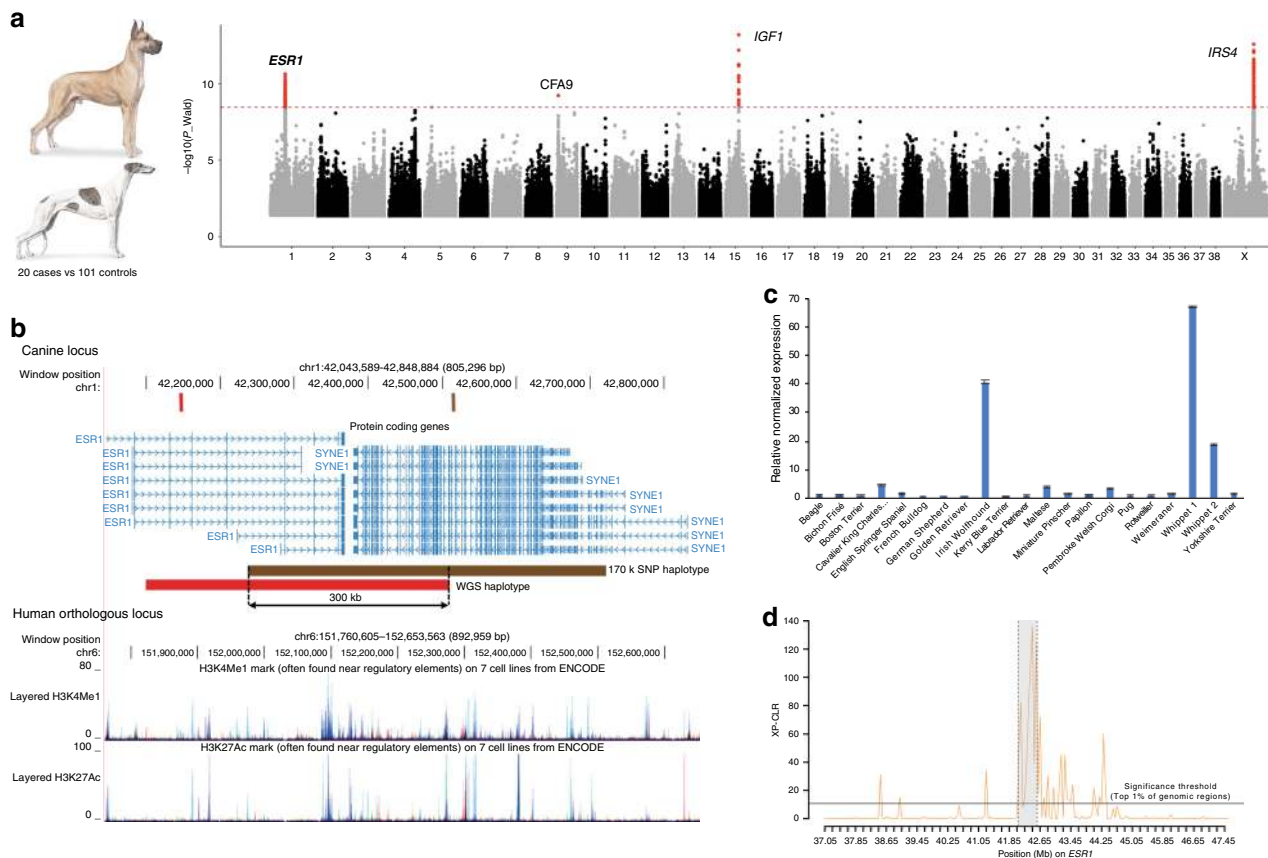 a
ESR1
CFA9
IGF1
IRS4
–log10(P_Wald)
10
5
0
1 2 3 4 5 6 7 8 9 10 11 12 13 14 15 16 17 18 19 20 21 22 23 24 25 26 27 28 29 30 31 32 33 34 35 36 37 38 X
20 cases vs 101 controls
b
Canine locus
Window position
chr1:
chr1:42,043,589-42,848,884 (805,296 bp)
42,200,000 42,300,000 42,400,000 42,500,000 42,600,000 42,700,000 42,800,000
Protein coding genes
ESR1
ESR1 SYNE1
ESR1 SYNE1
ESR1 SYNE1
ESR1 SYNE1
ESR1 SYNE1
ESR1 SYNE1
ESR1 SYNE1
ESR1 SYNE1
170 k SNP haplotype
WGS haplotype
300 kb
Human orthologous locus
Window position
chr6:
chr6:151,760,605–152,653,563 (892,959 bp)
151,900,000 152,000,000 152,100,000 152,200,000 152,300,000 152,400,000 152,500,000 152,600,000
H3K4Me1 mark (often found near regulatory elements) on 7 cell lines from ENCODE
80
Layered H3K4Me1
0
H3K27Ac mark (often found near regulatory elements) on 7 cell lines from ENCODE
100
Layered H3K27Ac
0
c
Relative normalized expression
70
60
50
40
30
20
10
0
Beagle
Bichon Frise
Boston Terrier
Cavalier King Charles...
English Springer Spaniel
French Bulldog
German Shepherd
Golden Retriever
Irish Wolfhound
Kerry Blue Terrier
Labrador Retriever
Maltese
Miniature Pinscher
Papillon
Pembroke Welsh Corgi
Pug
Rotweiler
Weimeraner
Whippet 1
Whippet 2
Yorkshire Terrier
d
XP-CLR
140
120
100
80
60
40
20
0
Significance threshold
(Top 1% of genomic regions)
37.05 37.85 38.65 39.45 40.25 41.05 41.85 42.65 43.45 44.25 45.05 45.85 46.65 47.45
Position (Mb) on ESR1